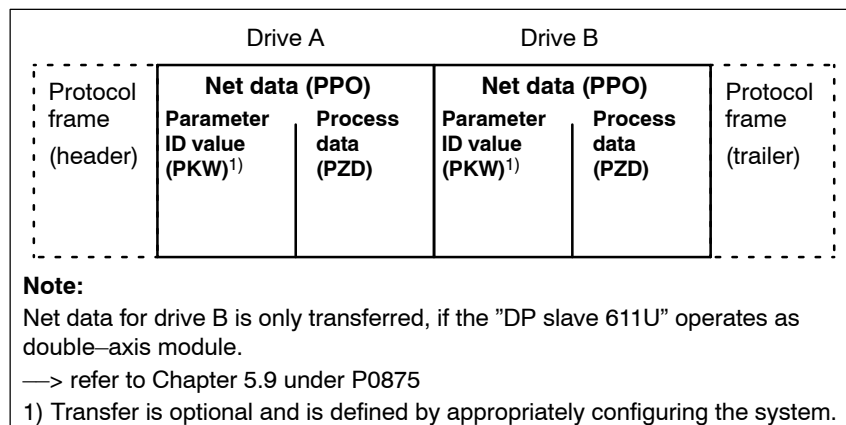 Drive A Drive B
Protocol frame (header)
Net data (PPO)
Parameter ID value (PKW)1)
Process data (PZD)
Net data (PPO)
Parameter ID value (PKW)1)
Process data (PZD)
Protocol frame (trailer)
Note:
Net data for drive B is only transferred, if the ”DP slave 611U” operates as
double–axis module.
––> refer to Chapter 5.9 under P0875
1) Transfer is optional and is defined by appropriately configuring the system.